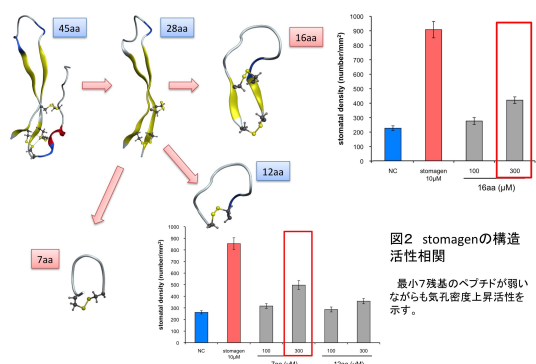 45aa
28aa
16aa
12aa
7aa
stomatal density (number/mm²)
1000
900
800
700
600
500
400
300
200
100
0
NC
stomagen
10μM
100
300
16aa (μM)
stomatal density (number/mm²)
1000
900
800
700
600
500
400
300
200
100
0
NC
stomagen
10μM
100
300
100
300
図2 stomagenの構造
活性相関
最小7残基のペプチドが弱い
ながらも気孔密度上昇活性を
示す。